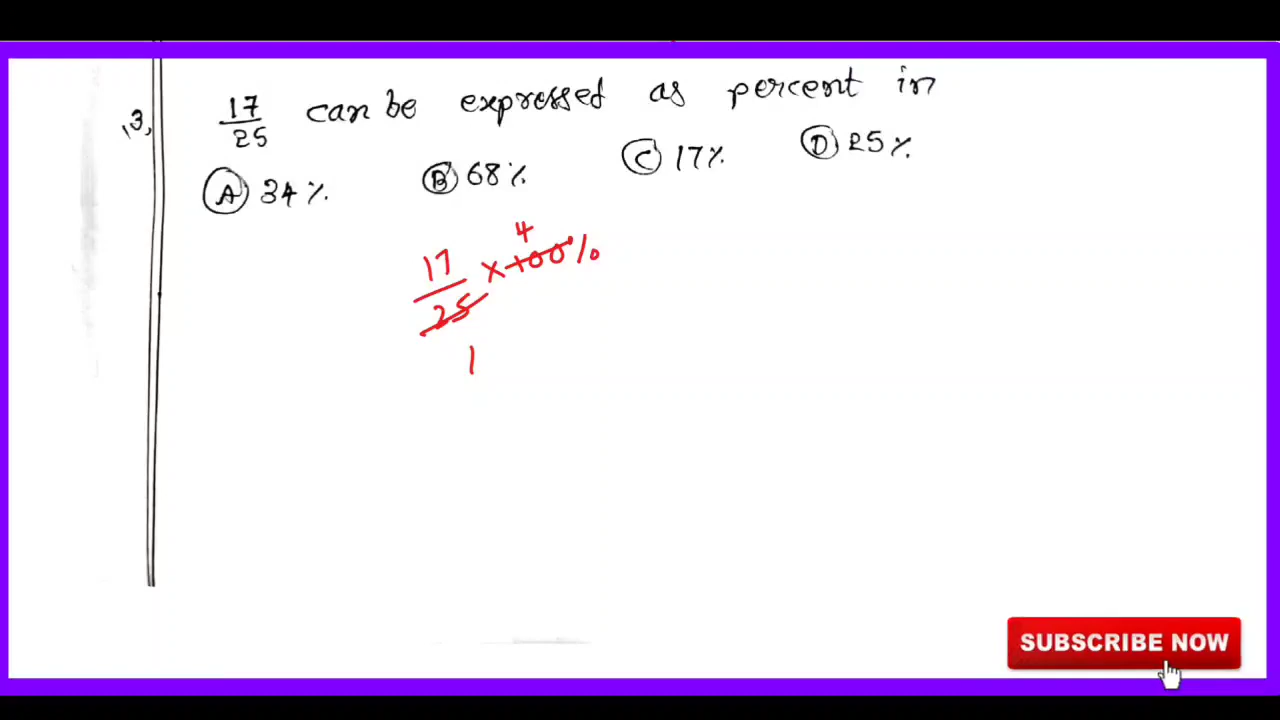 13, 17/25 can be expressed as percent in
(A) 34% (B) 68% (C) 17% (D) 25%
17/25 × 100%
4
1
SUBSCRIBE NOW